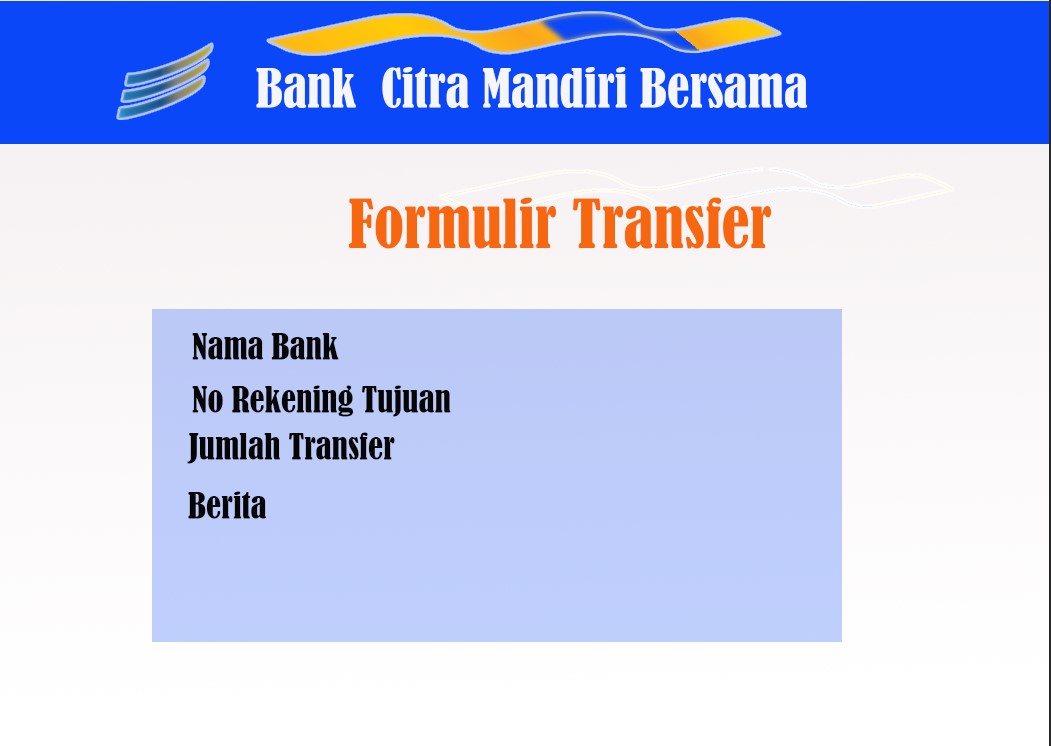 Bank Citra Mandiri Bersama
Formulir Transfer
Nama Bank
No Rekening Tujuan
Jumlah Transfer
Berita